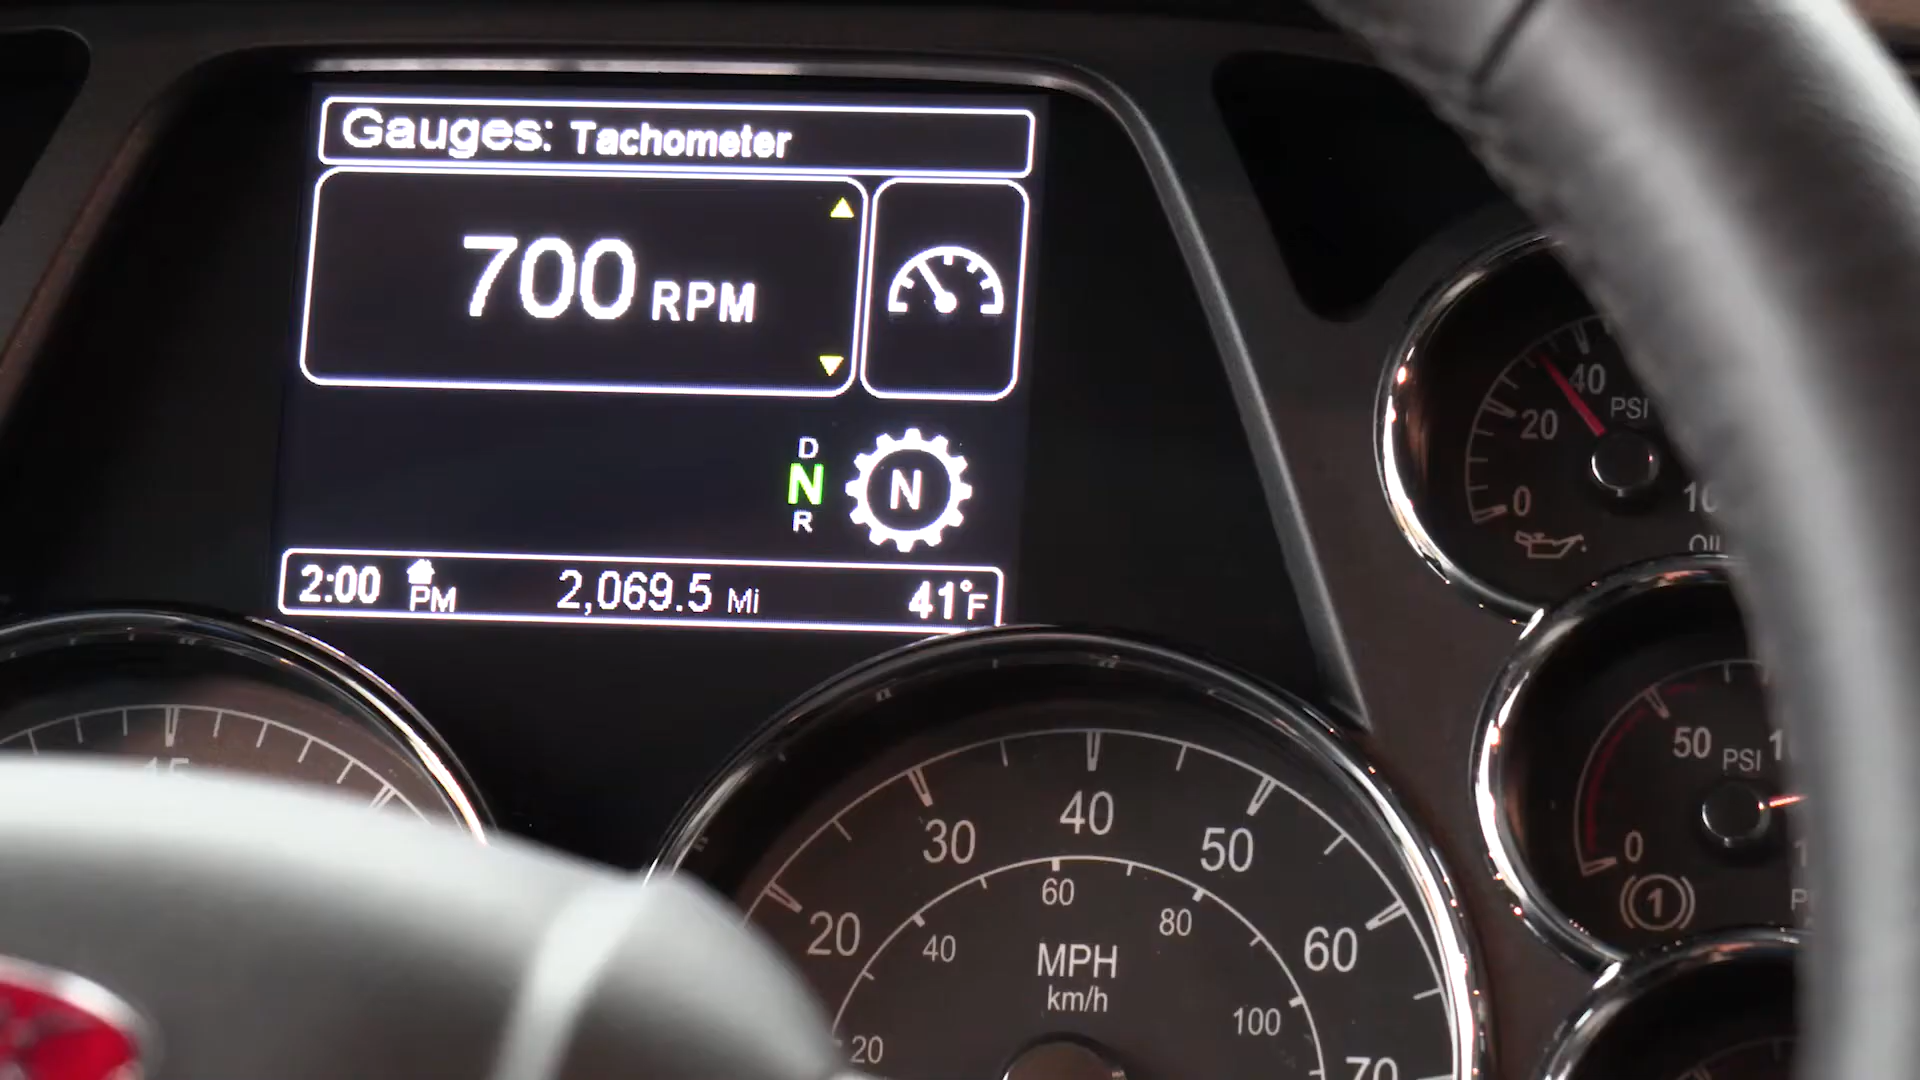 Gauges: Tachometer
700 RPM
D
N
R
N
2:00 PM 2,069.5 Mi 41°F
0 20 40
PSI
50
PSI
0
1
20 30 40 50 60 70
20 40 60 80 100
MPH
km/h